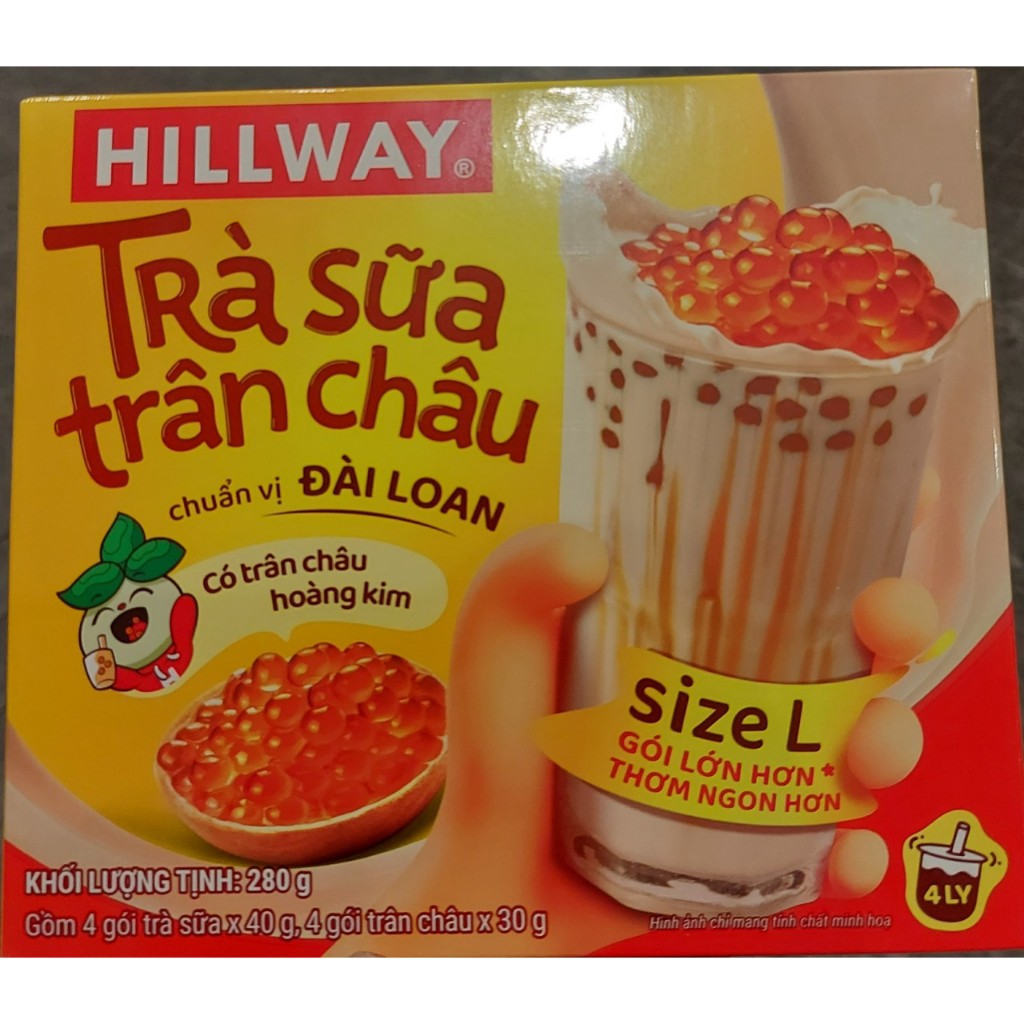 HILLWAY®
Trà sữa
trân châu
chuẩn vị ĐÀI LOAN
Có trân châu
hoàng kim
size L
GÓI LỚN HƠN*
THƠM NGON HƠN
4 LY
KHỐI LƯỢNG TỊNH: 280 g
Gồm 4 gói trà sữa x 40 g, 4 gói trân châu x 30 g
Hình ảnh chỉ mang tính chất minh hoạ